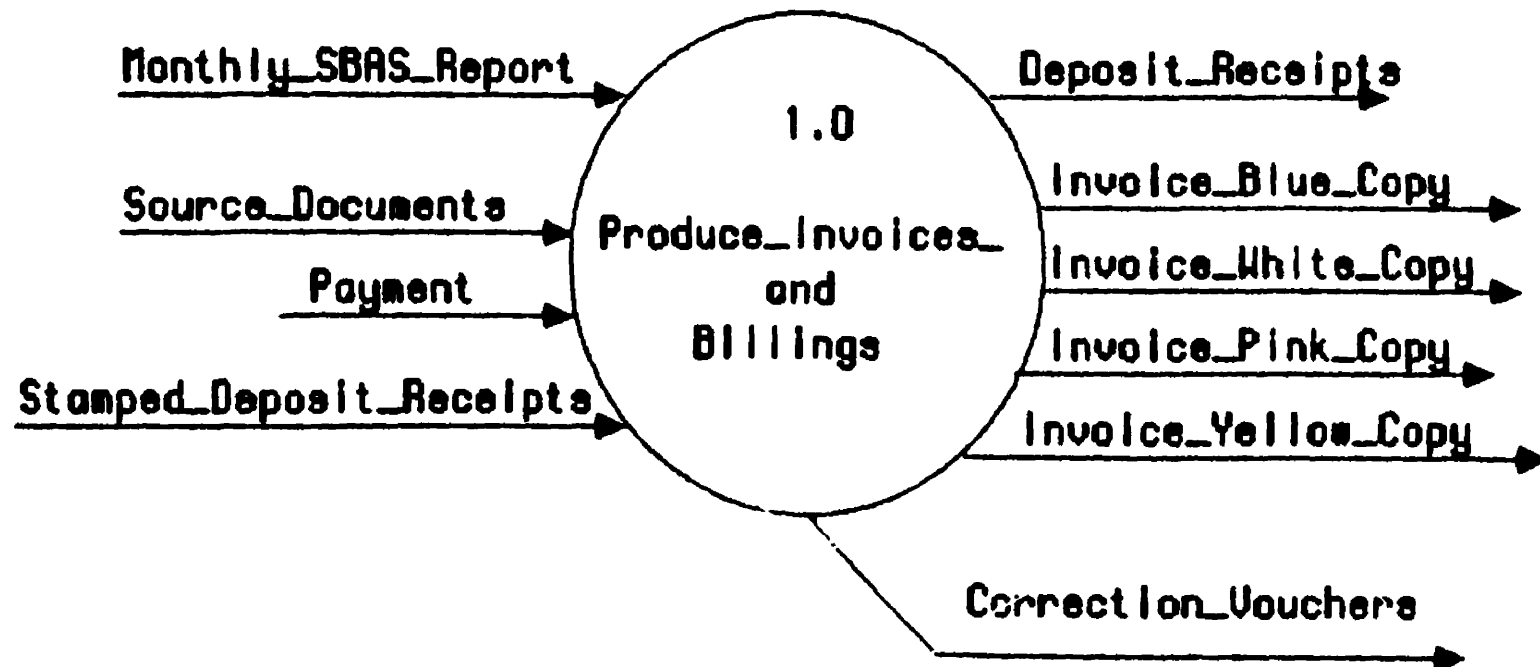 Monthly_SBAS_Report
Source_Documents
Payment
Stamped_Deposit_Receipts
1.0
Produce_Invoices_
and
Billings
Deposit_Receipts
Invoice_Blue_Copy
Invoice_White_Copy
Invoice_Pink_Copy
Invoice_Yellow_Copy
Correction_Vouchers